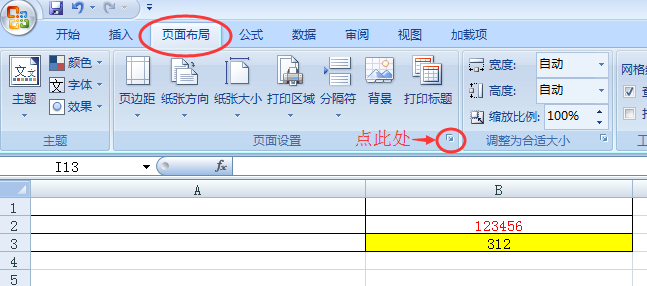 开始 插入 页面布局 公式 数据 审阅 视图 加载项
颜色 宽度: 自动 网格
文文 字体 高度: 自动
主题 效果 页边距 纸张方向 纸张大小 打印区域 分隔符 背景 打印标题 缩放比例: 100%
主题 页面设置 点此处 调整为合适大小 工
I13 fx
A B
1
2 123456
3 312
4
5